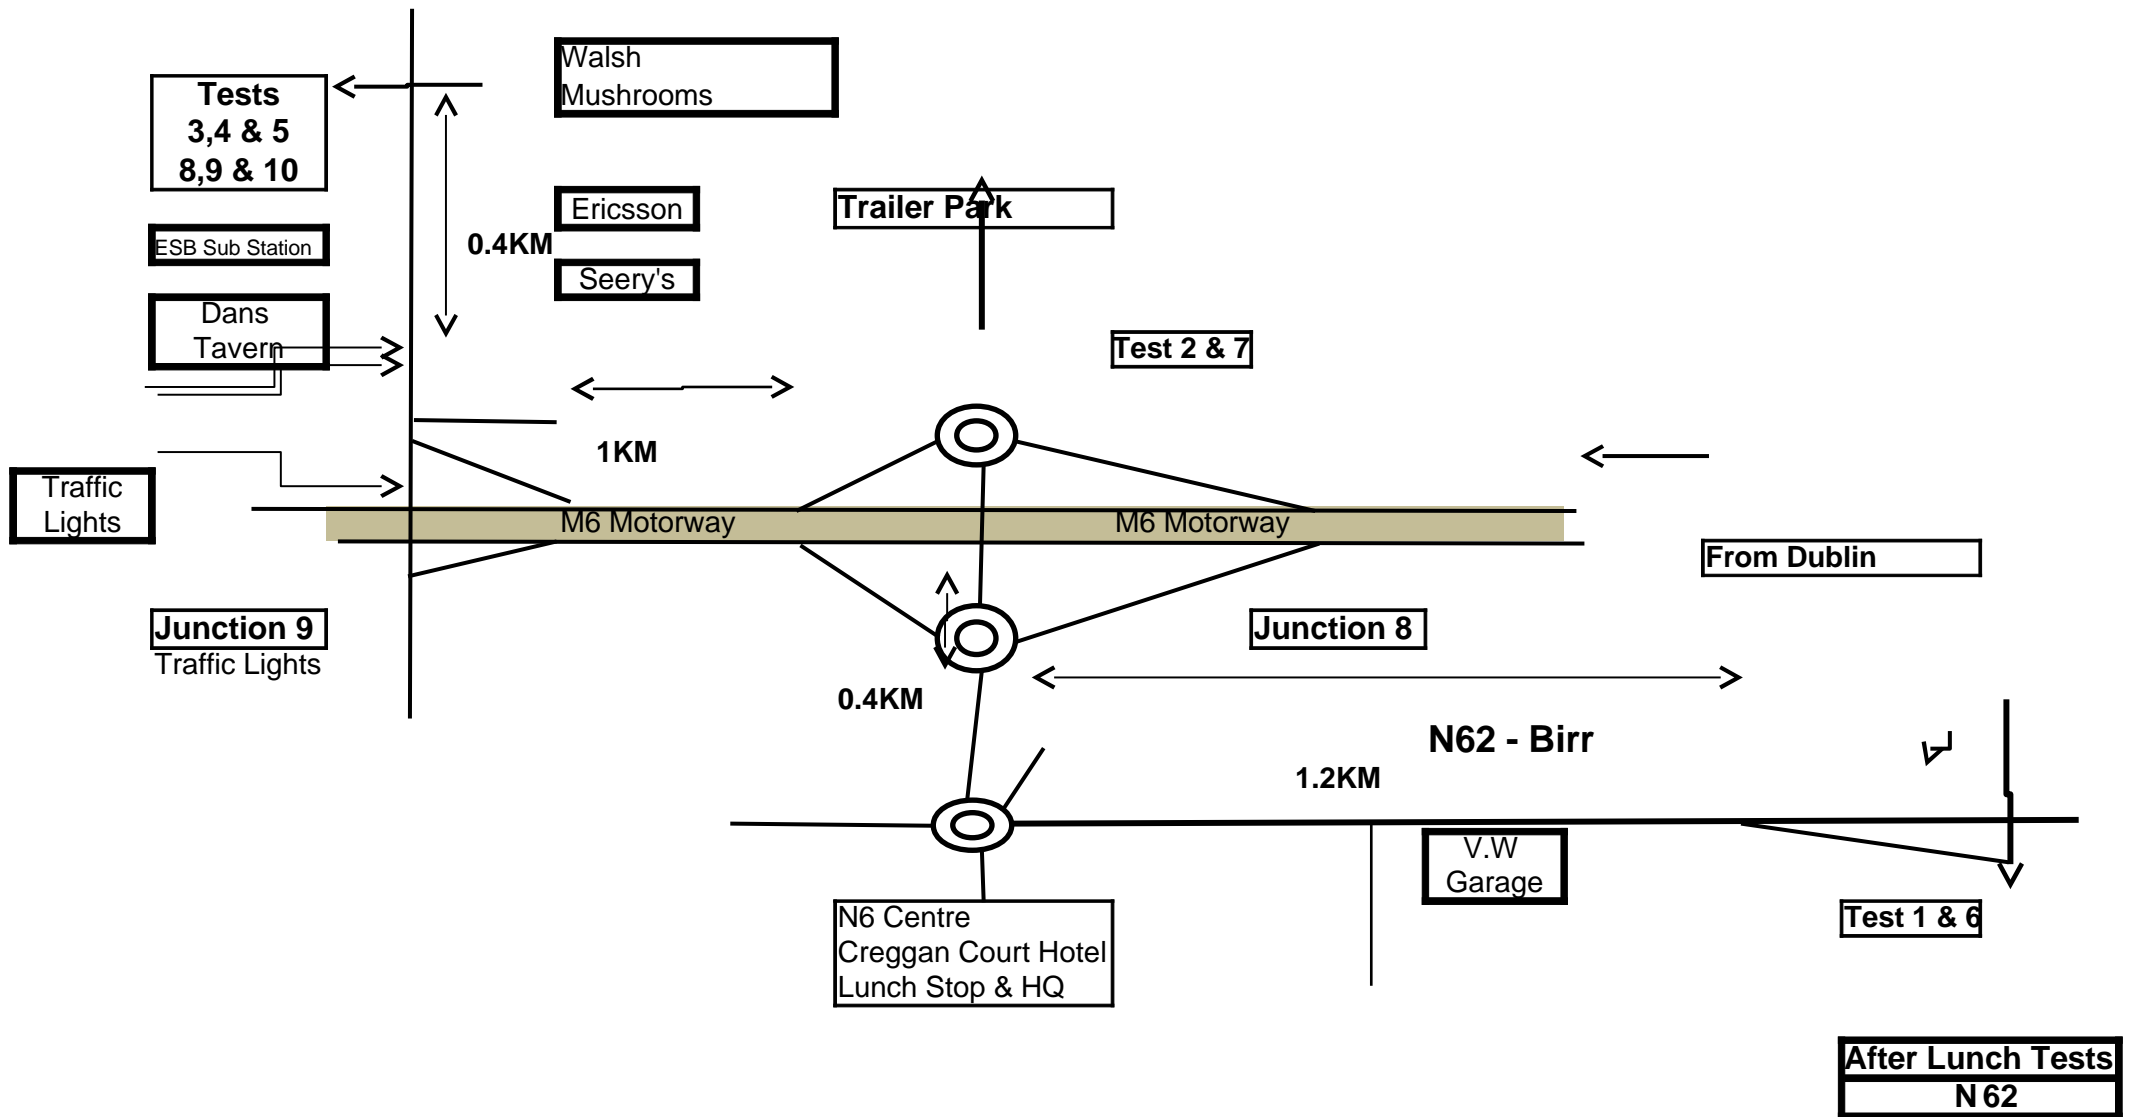 Walsh
Mushrooms
Tests
3,4 & 5
8,9 & 10
Ericsson
Trailer Park
ESB Sub Station
0.4KM
Seery's
Dans
Tavern
Test 2 & 7
1KM
Traffic
Lights
M6 Motorway
M6 Motorway
From Dublin
Junction 9
Traffic Lights
Junction 8
0.4KM
N62 - Birr
1.2KM
V.W
Garage
N6 Centre
Creggan Court Hotel
Lunch Stop & HQ
Test 1 & 6
After Lunch Tests
N 62